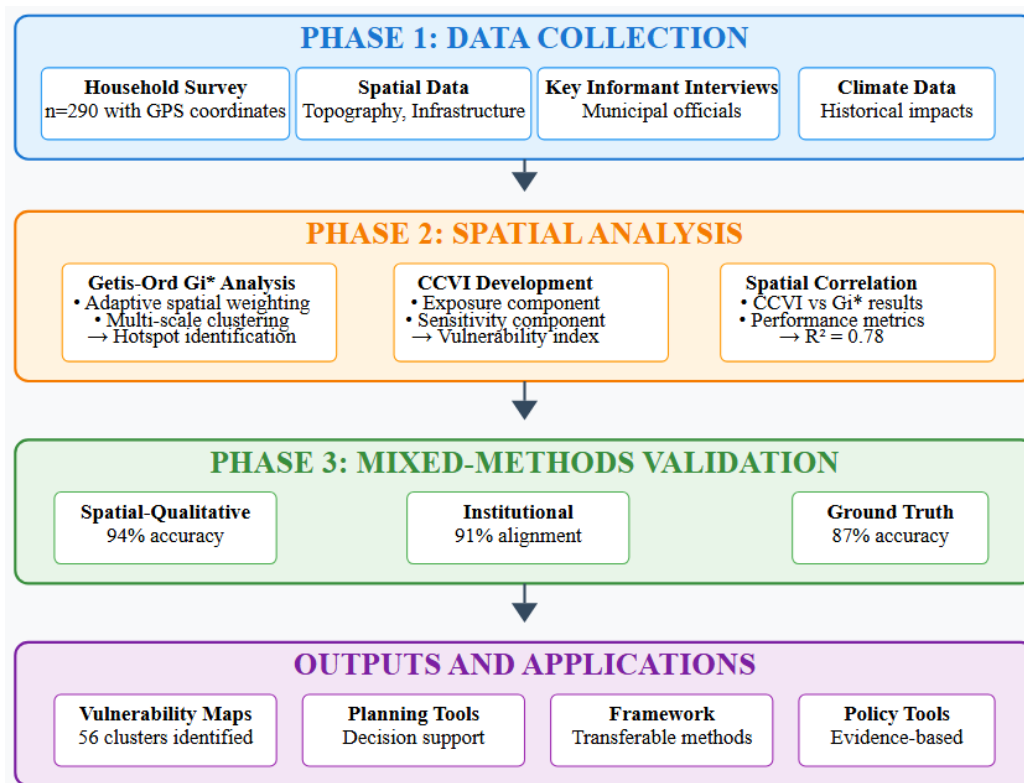 PHASE 1: DATA COLLECTION
Household Survey
n=290 with GPS coordinates
Spatial Data
Topography, Infrastructure
Key Informant Interviews
Municipal officials
Climate Data
Historical impacts
PHASE 2: SPATIAL ANALYSIS
Getis-Ord Gi* Analysis
• Adaptive spatial weighting
• Multi-scale clustering
→ Hotspot identification
CCVI Development
• Exposure component
• Sensitivity component
→ Vulnerability index
Spatial Correlation
• CCVI vs Gi* results
• Performance metrics
→ R² = 0.78
PHASE 3: MIXED-METHODS VALIDATION
Spatial-Qualitative
94% accuracy
Institutional
91% alignment
Ground Truth
87% accuracy
OUTPUTS AND APPLICATIONS
Vulnerability Maps
56 clusters identified
Planning Tools
Decision support
Framework
Transferable methods
Policy Tools
Evidence-based